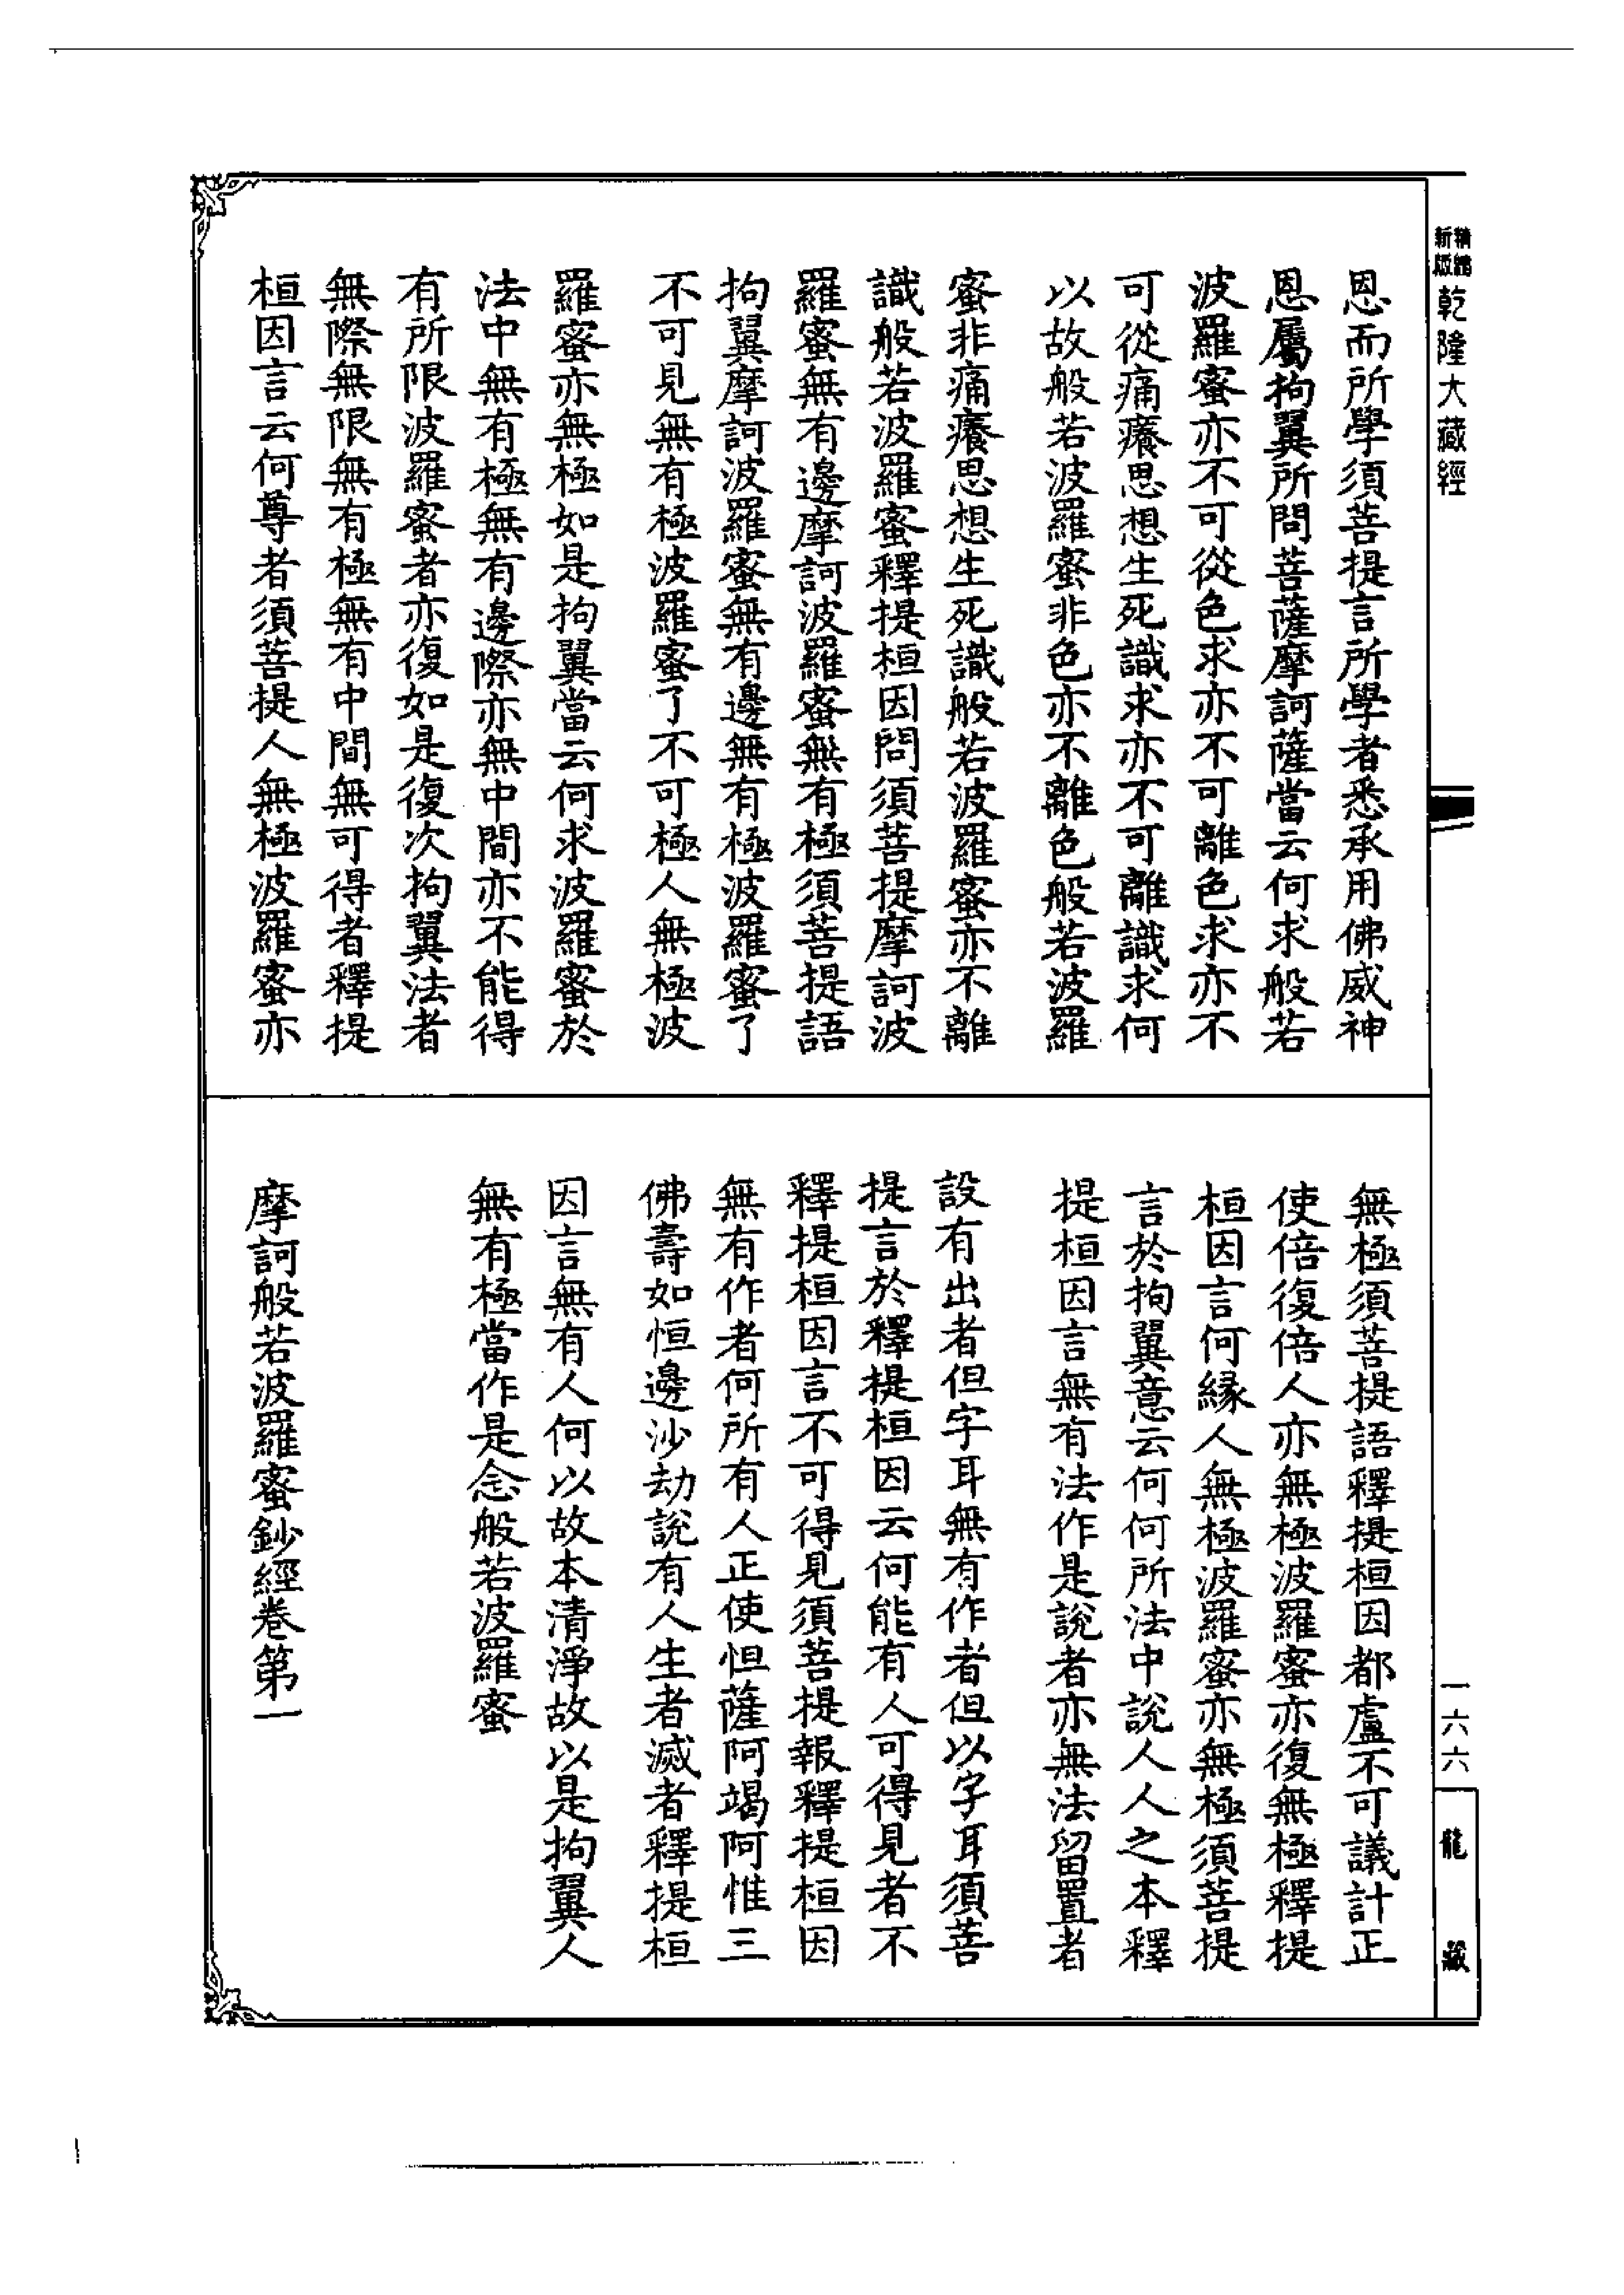 精縮
新版
乾隆大藏經
恩而所學須菩提言所學者悉承用佛威神
恩屬拘翼所問菩薩摩訶薩當云何求般若
波羅蜜亦不可從色求亦不可離色求亦不
可從痛癢思想生死識求亦不可離識求何
以故般若波羅蜜非色亦不離色般若波羅
蜜非痛癢思想生死識般若波羅蜜亦不離
識般若波羅蜜釋提桓因問須菩提摩訶波
羅蜜無有邊摩訶波羅蜜無有極須菩提語
拘翼摩訶波羅蜜無有邊無有極波羅蜜了
不可見無有極波羅蜜了不可極人無極波
羅蜜亦無極如是拘翼當云何求波羅蜜於
法中無有極無有邊際亦無中間亦不能得
有所限波羅蜜者亦復如是復次拘翼法者
無際無限無有極無有中間無可得者釋提
桓因言云何尊者須菩提人無極波羅蜜亦
無極須菩提語釋提桓因都盧不可議計正
使倍復倍人亦無極波羅蜜亦復無極釋提
桓因言何緣人無極波羅蜜亦無極須菩提
言於拘翼意云何何所法中說人人之本釋
提桓因言無有法作是說者亦無法留置者
設有出者但字耳無有作者但以字耳須菩
提言於釋提桓因云何能有人可得見者不
釋提桓因言不可得見須菩提報釋提桓因
無有作者何所有人正使怛薩阿竭阿惟三
佛壽如恒邊沙劫說有人生者滅者釋提桓
因言無有人何以故本清淨故以是拘翼人
無有極當作是念般若波羅蜜
摩訶般若波羅蜜鈔經卷第一
一六六
龍藏